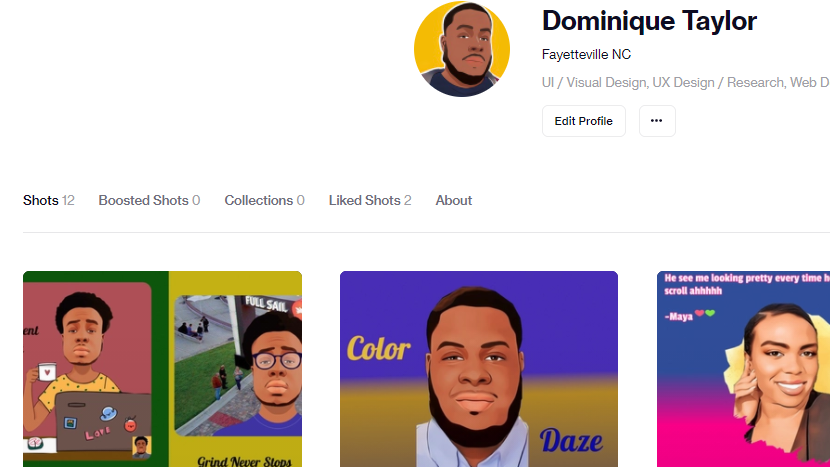 Dominique Taylor
Fayetteville NC
UI / Visual Design, UX Design / Research, Web D
Edit Profile
Shots 12
Boosted Shots 0
Collections 0
Liked Shots 2
About
ent
Love
FULL SAIL
Grind Never Stops
Color
Daze
He see me looking pretty every time h
scroll ahhhhh
-Maya